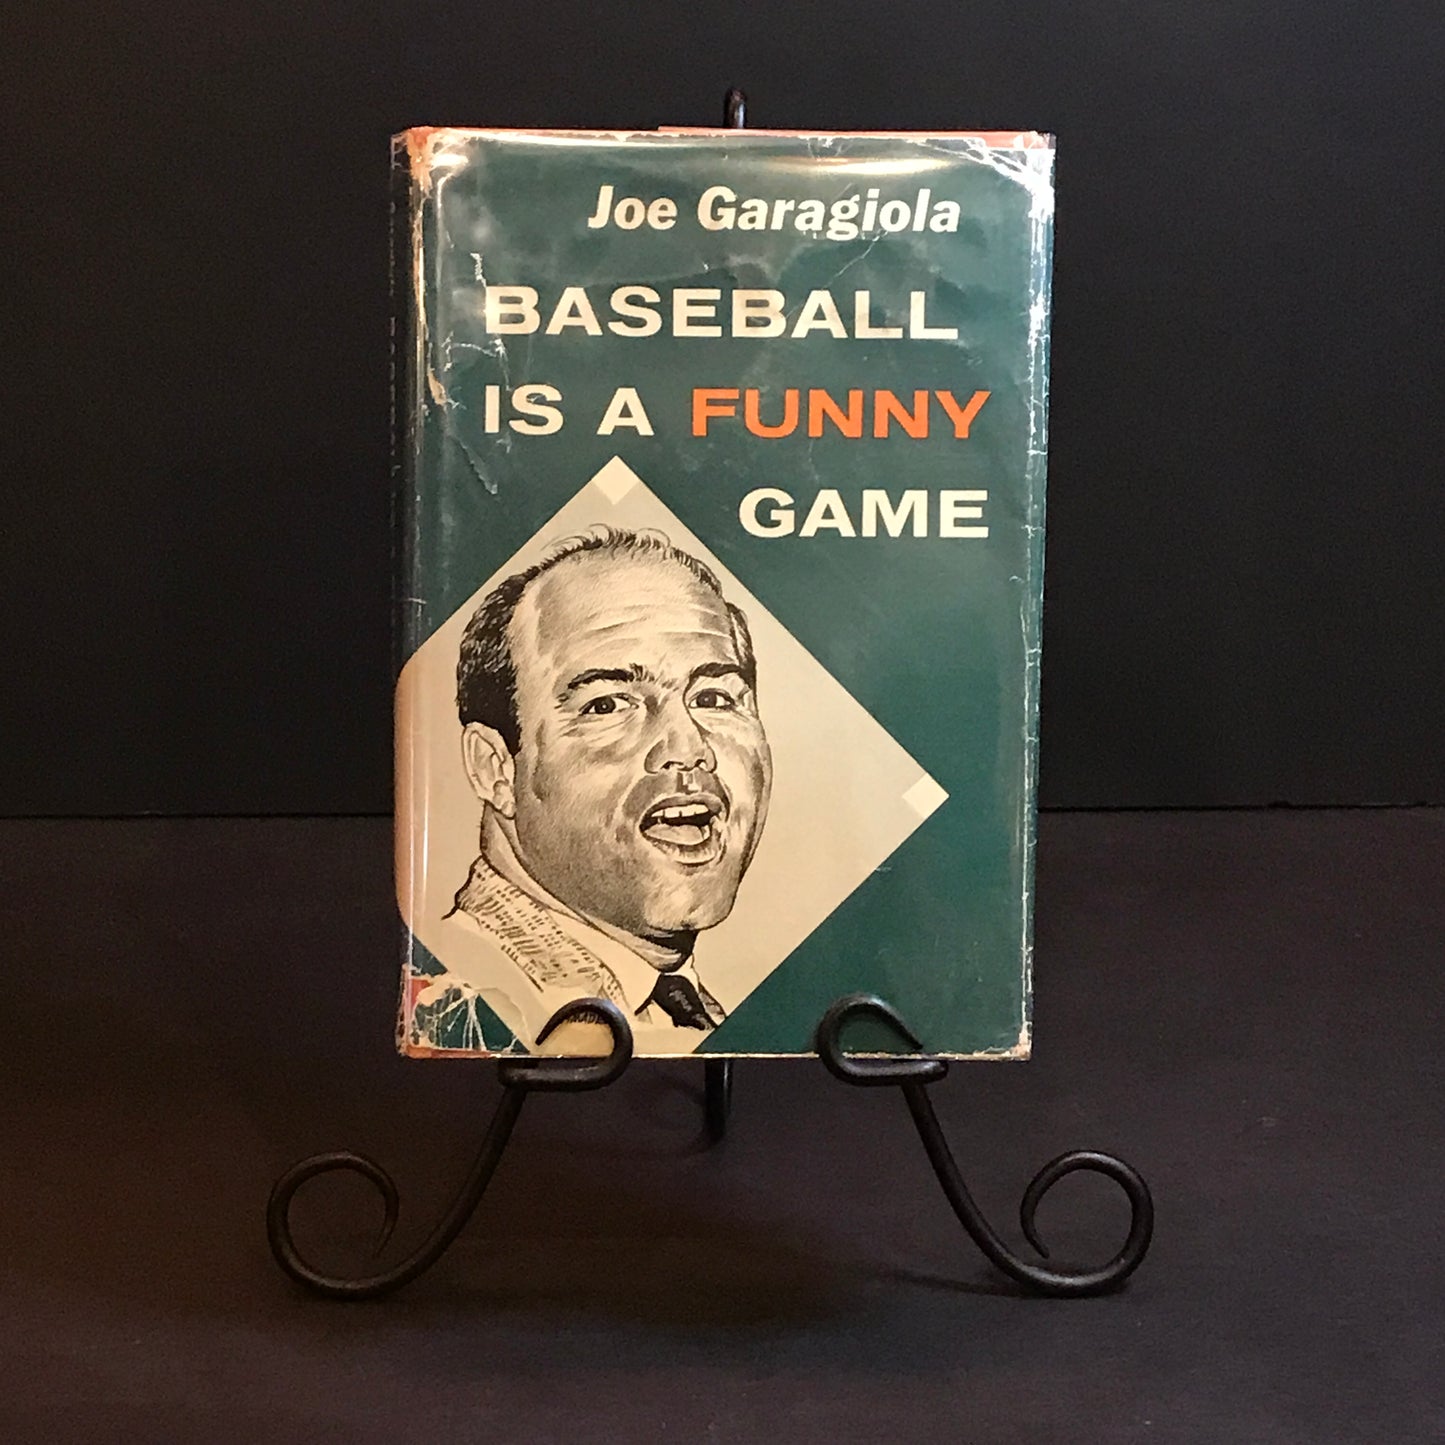 Joe Garagiola
BASEBALL
IS A FUNNY
GAME